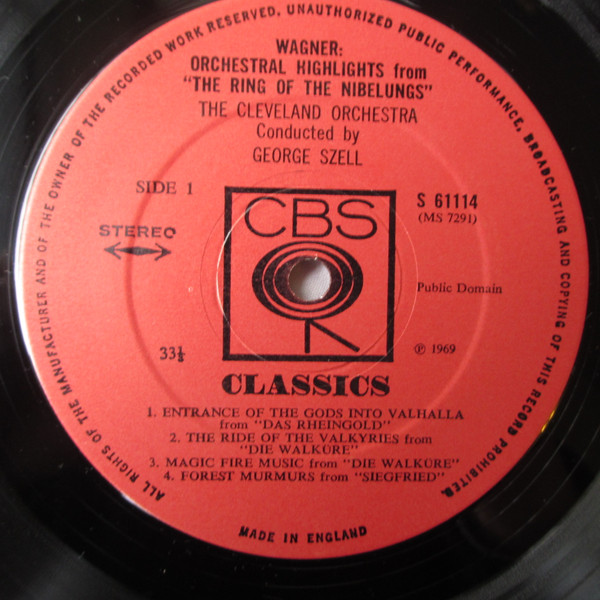 ALL RIGHTS OF THE MANUFACTURER AND OF THE OWNER OF THE RECORDED WORK RESERVED. UNAUTHORIZED PUBLIC PERFORMANCE, BROADCASTING AND COPYING OF THIS RECORD PROHIBITED.
WAGNER:
ORCHESTRAL HIGHLIGHTS from
"THE RING OF THE NIBELUNGS"
THE CLEVELAND ORCHESTRA
Conducted by
GEORGE SZELL
SIDE 1
STEREO
CBS
S 61114
(MS 7291)
Public Domain
33⅓
℗ 1969
CLASSICS
1. ENTRANCE OF THE GODS INTO VALHALLA
from "DAS RHEINGOLD"
2. THE RIDE OF THE VALKYRIES from
"DIE WALKÜRE"
3. MAGIC FIRE MUSIC from "DIE WALKÜRE"
4. FOREST MURMURS from "SIEGFRIED"
MADE IN ENGLAND